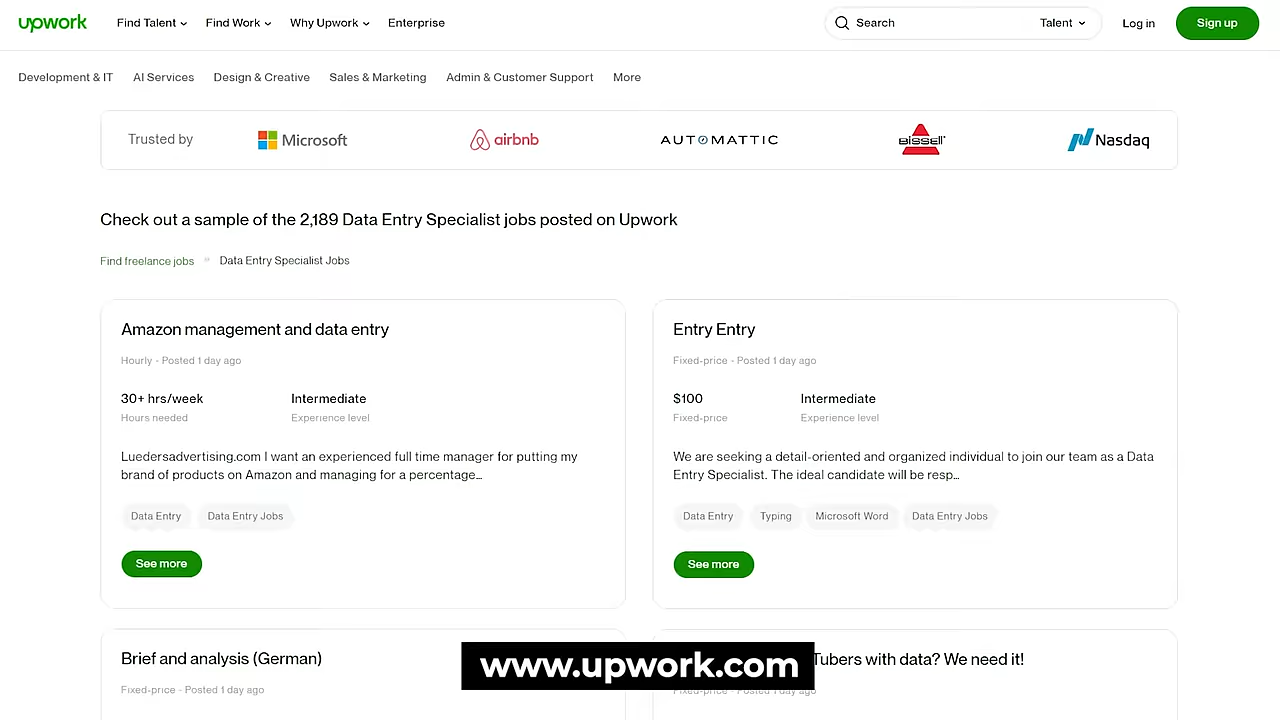 upwork Find Talent Find Work Why Upwork Enterprise Search Talent Log in Sign up
Development & IT AI Services Design & Creative Sales & Marketing Admin & Customer Support More
Trusted by Microsoft airbnb AUTOMATTIC BISSELL Nasdaq
Check out a sample of the 2,189 Data Entry Specialist jobs posted on Upwork
Find freelance jobs Data Entry Specialist Jobs
Amazon management and data entry
Hourly - Posted 1 day ago
30+ hrs/week Intermediate
Hours needed Experience level
Luedersadvertising.com I want an experienced full time manager for putting my
brand of products on Amazon and managing for a percentage...
Data Entry Data Entry Jobs
See more
Entry Entry
Fixed-price - Posted 1 day ago
$100 Intermediate
Fixed-price Experience level
We are seeking a detail-oriented and organized individual to join our team as a Data
Entry Specialist. The ideal candidate will be resp...
Data Entry Typing Microsoft Word Data Entry Jobs
See more
Brief and analysis (German)
Fixed-price - Posted 1 day ago
Tubers with data? We need it!
Fixed-price - Posted 1 day ago
www.upwork.com